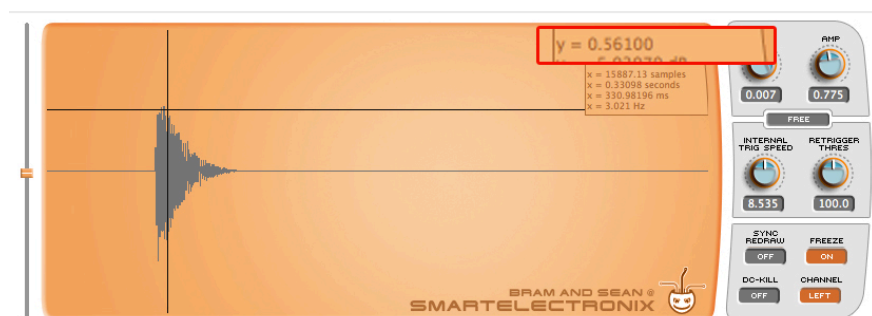 y = 0.56100
x = 15887.13 samples
x = 0.33098 seconds
x = 330.98196 ms
x = 3.021 Hz
AMP
0.007
0.775
FREE
INTERNAL TRIG SPEED
RETRIGGER THRES
8.535
100.0
SYNC REDRAW
FREEZE
OFF
ON
DC-KILL
CHANNEL
OFF
LEFT
BRAM AND SEAN @
SMARTELECTRONIX